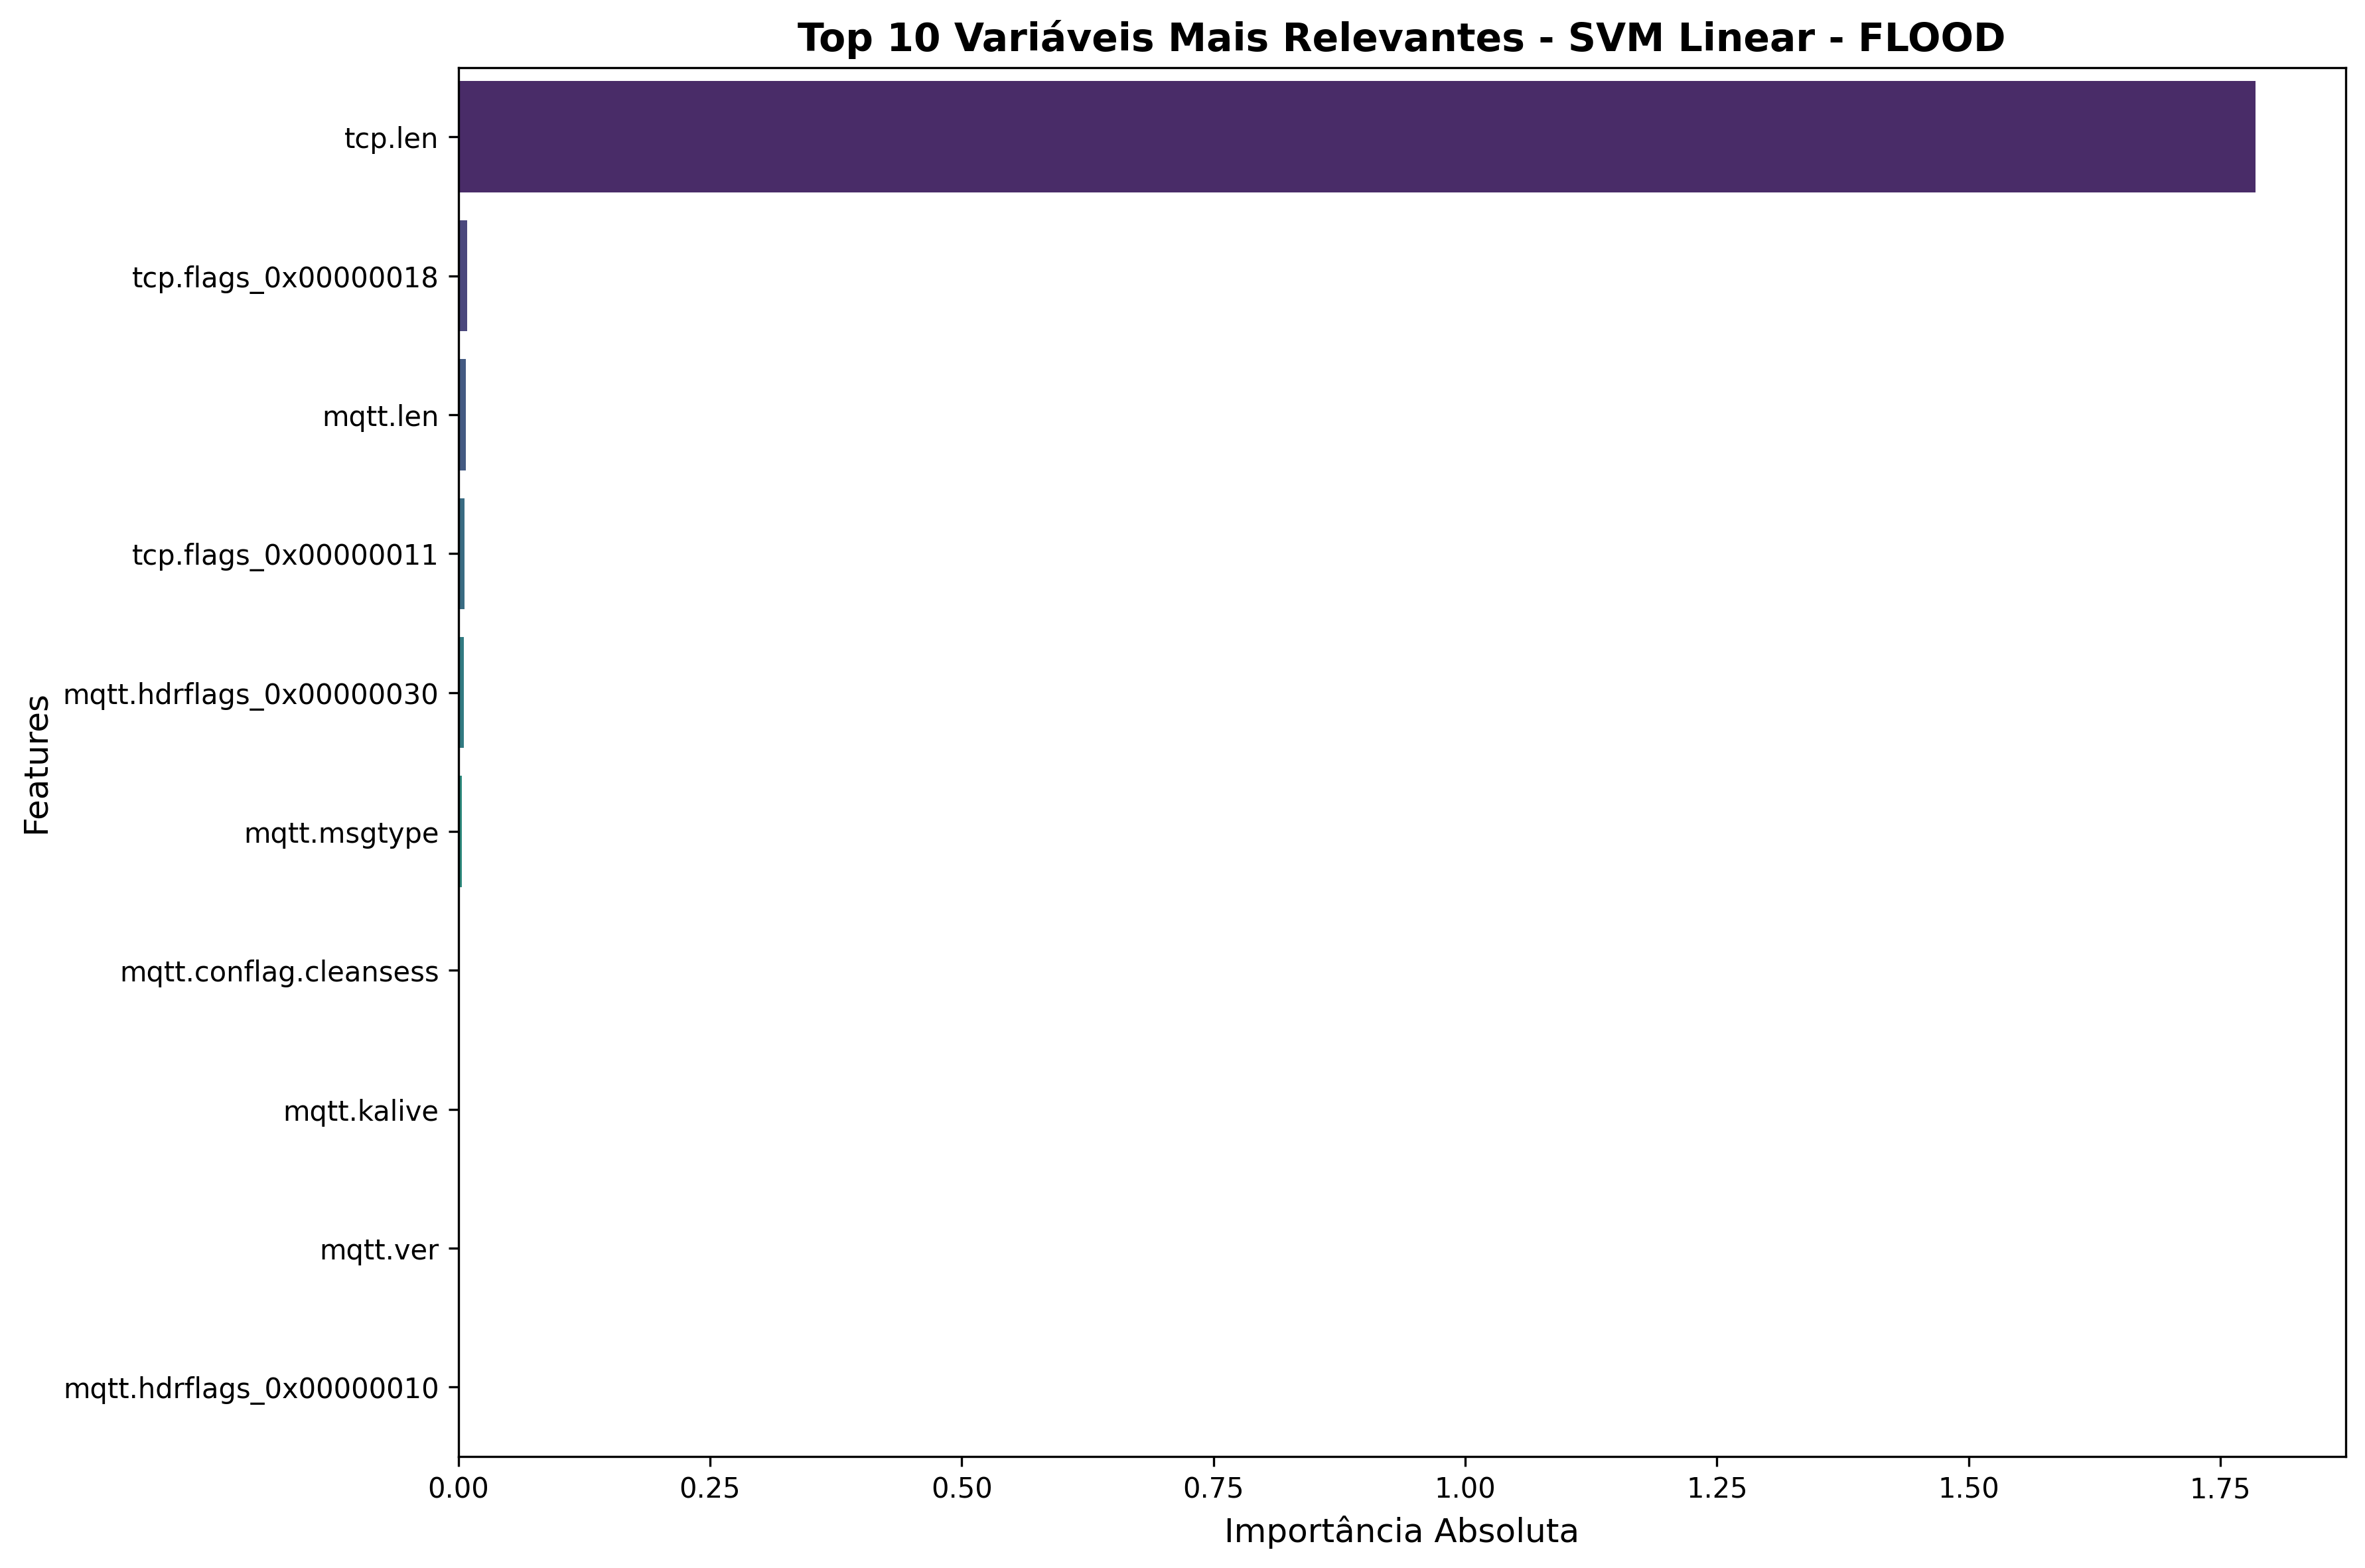 Top 10 Variáveis Mais Relevantes - SVM Linear - FLOOD
Features
tcp.len
tcp.flags_0x00000018
mqtt.len
tcp.flags_0x00000011
mqtt.hdrflags_0x00000030
mqtt.msgtype
mqtt.conflag.cleansess
mqtt.kalive
mqtt.ver
mqtt.hdrflags_0x00000010
0.00 0.25 0.50 0.75 1.00 1.25 1.50 1.75
Importância Absoluta